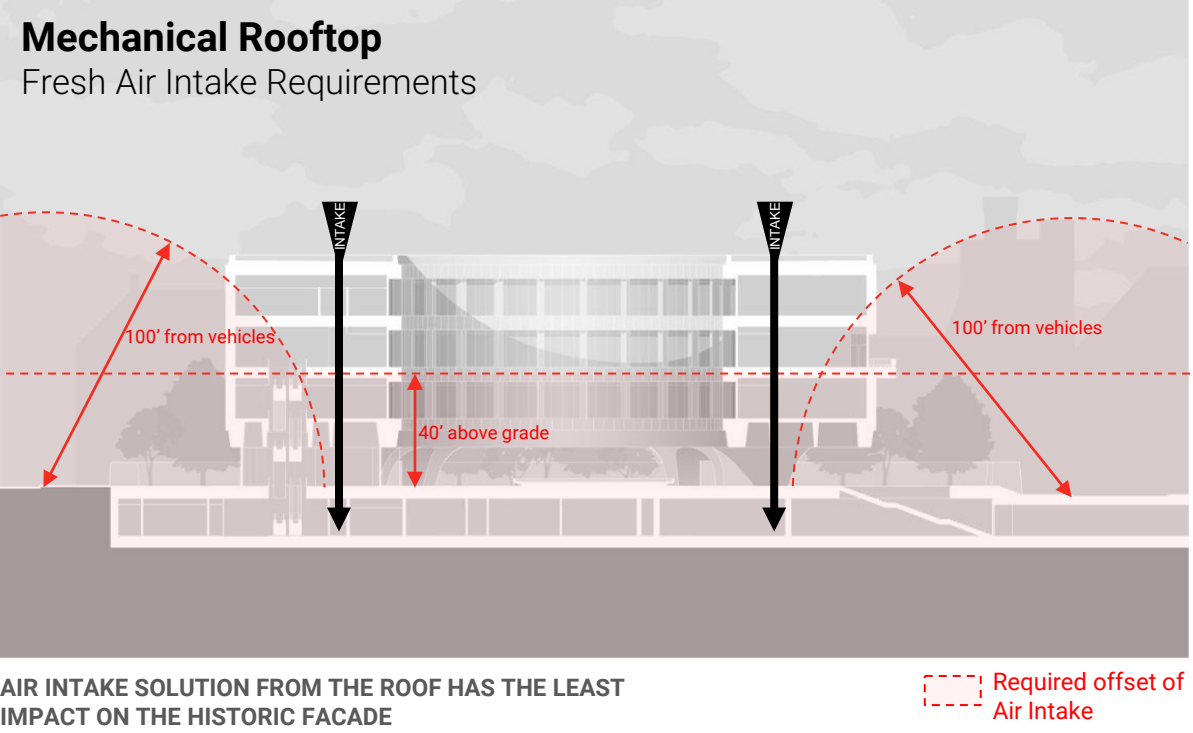 Mechanical Rooftop
Fresh Air Intake Requirements
INTAKE
INTAKE
100’ from vehicles
100’ from vehicles
40’ above grade
AIR INTAKE SOLUTION FROM THE ROOF HAS THE LEAST
IMPACT ON THE HISTORIC FACADE
Required offset of
Air Intake